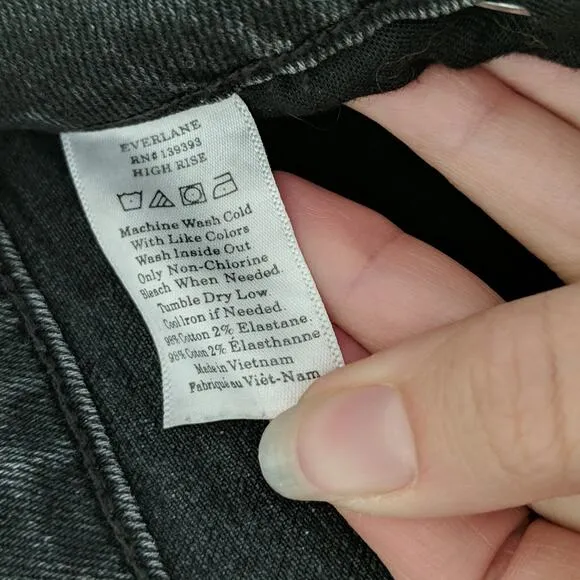 EVERLANE
RN# 139393
HIGH RISE
Machine Wash Cold
With Like Colors
Wash Inside Out
Only Non-Chlorine
Bleach When Needed.
Tumble Dry Low
Cool Iron if Needed.
98% Cotton 2% Elastane.
98% Coton 2% Élasthanne
Made in Vietnam
Fabriqué au Viêt-Nam